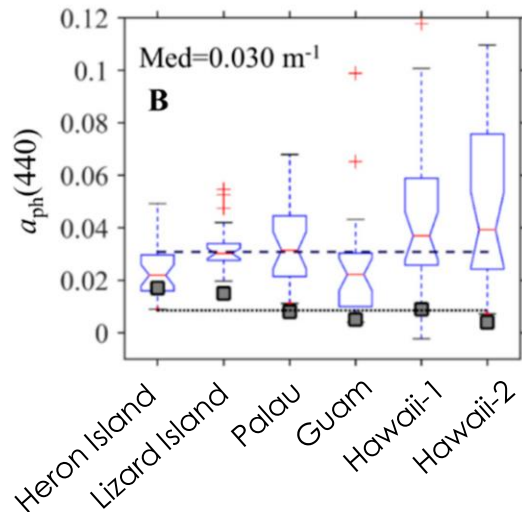 0.12
Med=0.030 m-1
0.1
B
0.08
aph(440)
0.06
0.04
0.02
0
Heron Island
Lizard Island
Palau
Guam
Hawaii-1
Hawaii-2